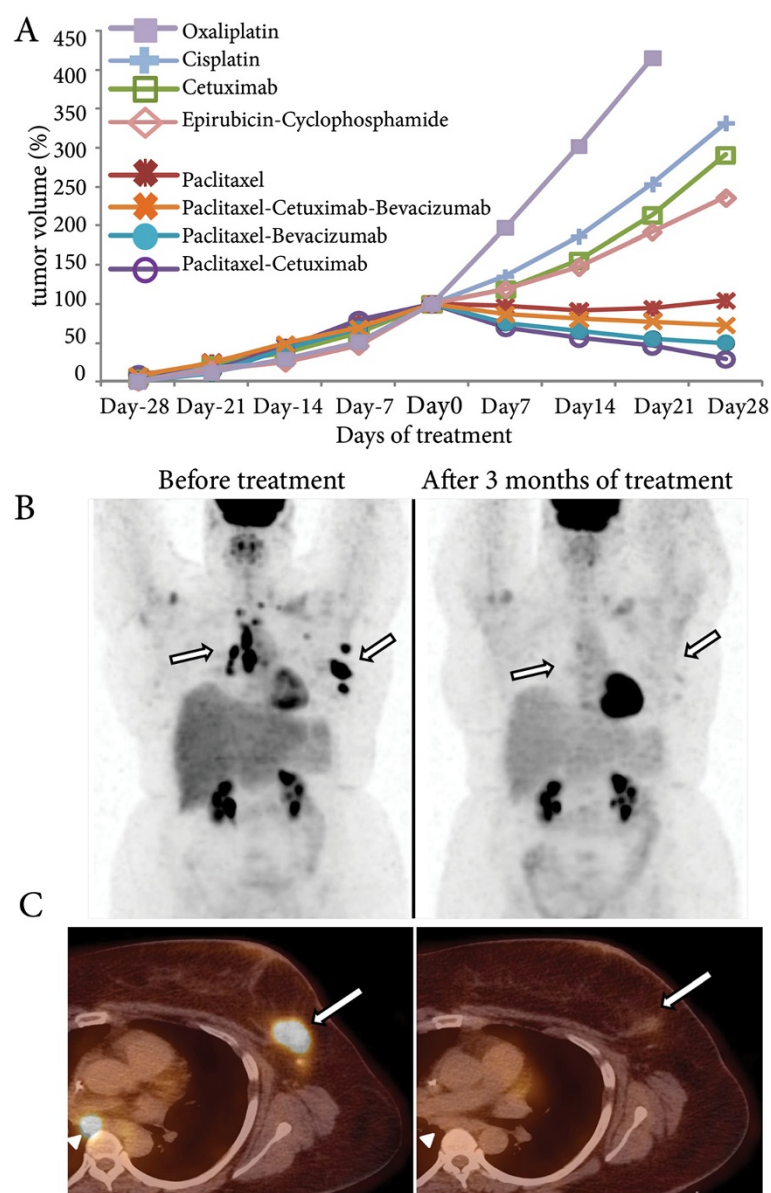 A
tumor volume (%)
450
400
350
300
250
200
150
100
50
0
Oxaliplatin
Cisplatin
Cetuximab
Epirubicin-Cyclophosphamide
Paclitaxel
Paclitaxel-Cetuximab-Bevacizumab
Paclitaxel-Bevacizumab
Paclitaxel-Cetuximab
Day-28 Day-21 Day-14 Day-7 Day0 Day7 Day14 Day21 Day28
Days of treatment
Before treatment After 3 months of treatment
B
C